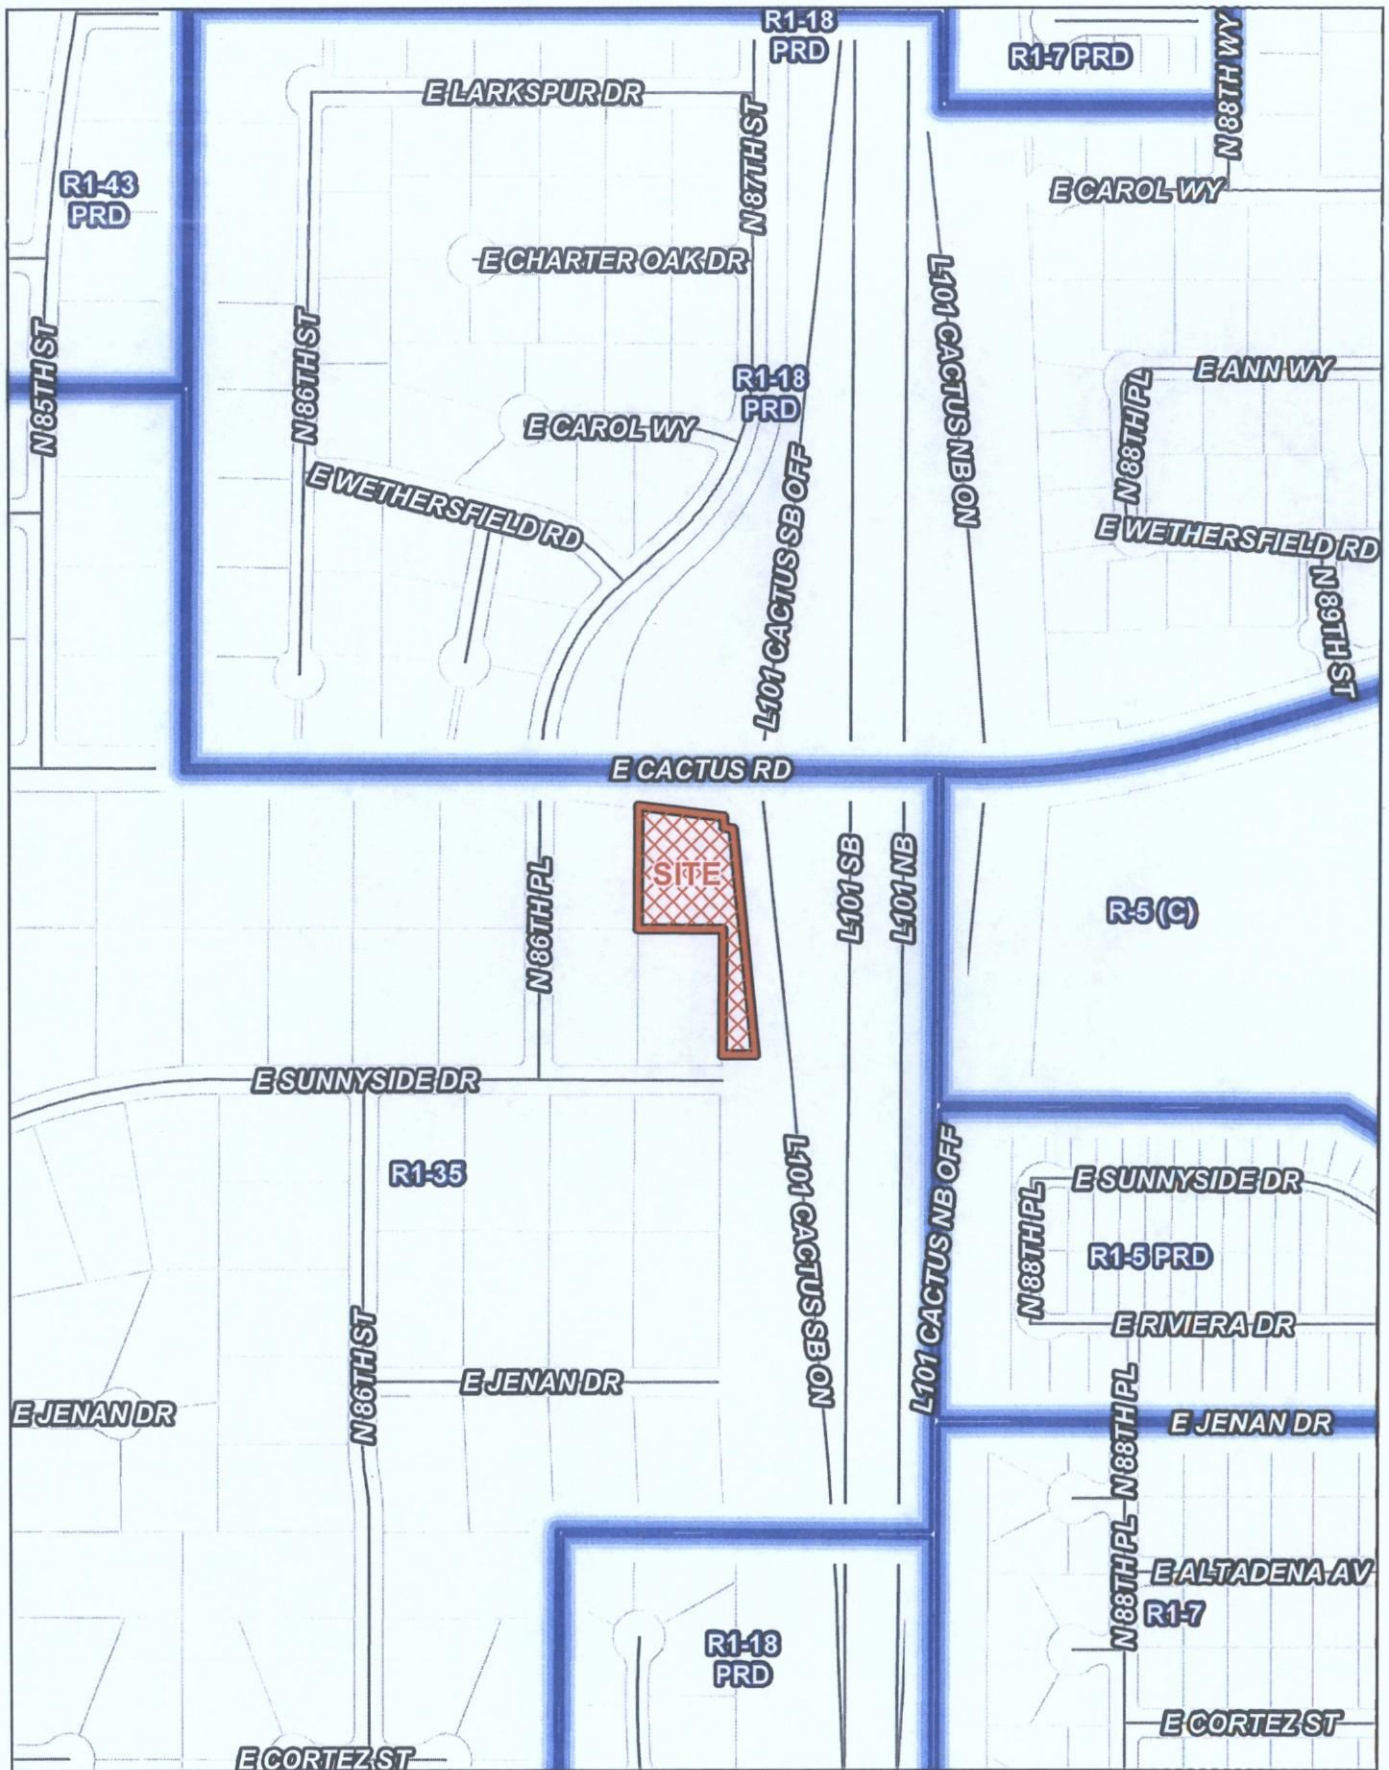 R1-18
PRD
R1-7 PRD
N 88TH WY
E LARKSPUR DR
N 87TH ST
R1-43
PRD
E CAROL WY
E CHARTER OAK DR
L101 CACTUS NB ON
N 85TH ST
N 86TH ST
R1-18
PRD
E ANN WY
N 88TH PL
E CAROL WY
E WETHERSFIELD RD
L101 CACTUS SB OFF
E WETHERSFIELD RD
N 89TH ST
E CACTUS RD
SITE
N 86TH PL
L101 SB
L101 NB
R-5 (C)
E SUNNYSIDE DR
R1-35
L101 CACTUS SB ON
L101 CACTUS NB OFF
E SUNNYSIDE DR
N 88TH PL
R1-5 PRD
E RIVIERA DR
N 86TH ST
E JENAN DR
E JENAN DR
N 88TH PL
E JENAN DR
N 88TH PL
E ALTADENA AV
R1-7
R1-18
PRD
E CORTEZ ST
E CORTEZ ST